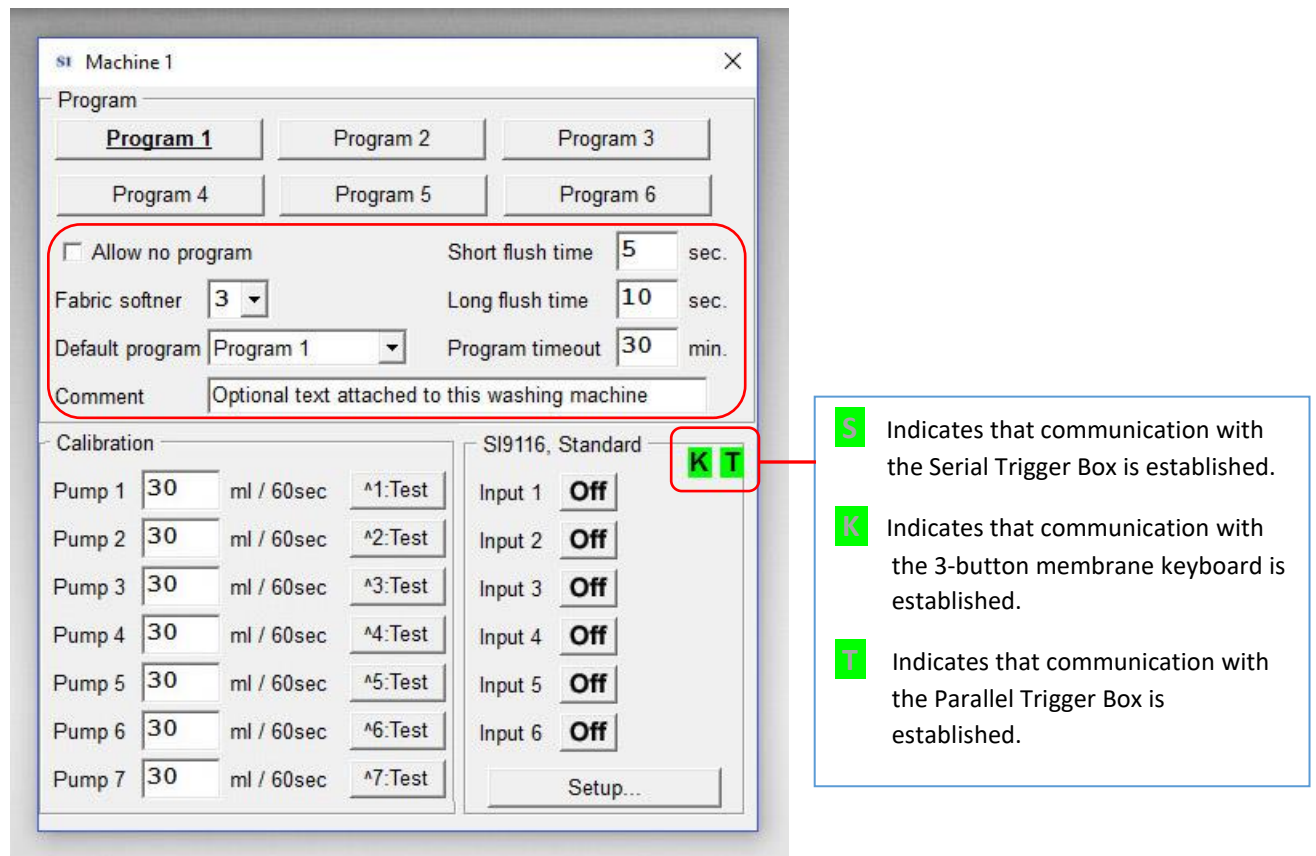 SI Machine 1
Program
Program 1 Program 2 Program 3
Program 4 Program 5 Program 6
Allow no program Short flush time 5 sec.
Fabric softner 3 Long flush time 10 sec.
Default program Program 1 Program timeout 30 min.
Comment Optional text attached to this washing machine
Calibration
Pump 1 30 ml / 60sec ^1:Test
Pump 2 30 ml / 60sec ^2:Test
Pump 3 30 ml / 60sec ^3:Test
Pump 4 30 ml / 60sec ^4:Test
Pump 5 30 ml / 60sec ^5:Test
Pump 6 30 ml / 60sec ^6:Test
Pump 7 30 ml / 60sec ^7:Test
SI9116, Standard K T
Input 1 Off
Input 2 Off
Input 3 Off
Input 4 Off
Input 5 Off
Input 6 Off
Setup...
S Indicates that communication with
the Serial Trigger Box is established.
K Indicates that communication with
the 3-button membrane keyboard is
established.
T Indicates that communication with
the Parallel Trigger Box is
established.